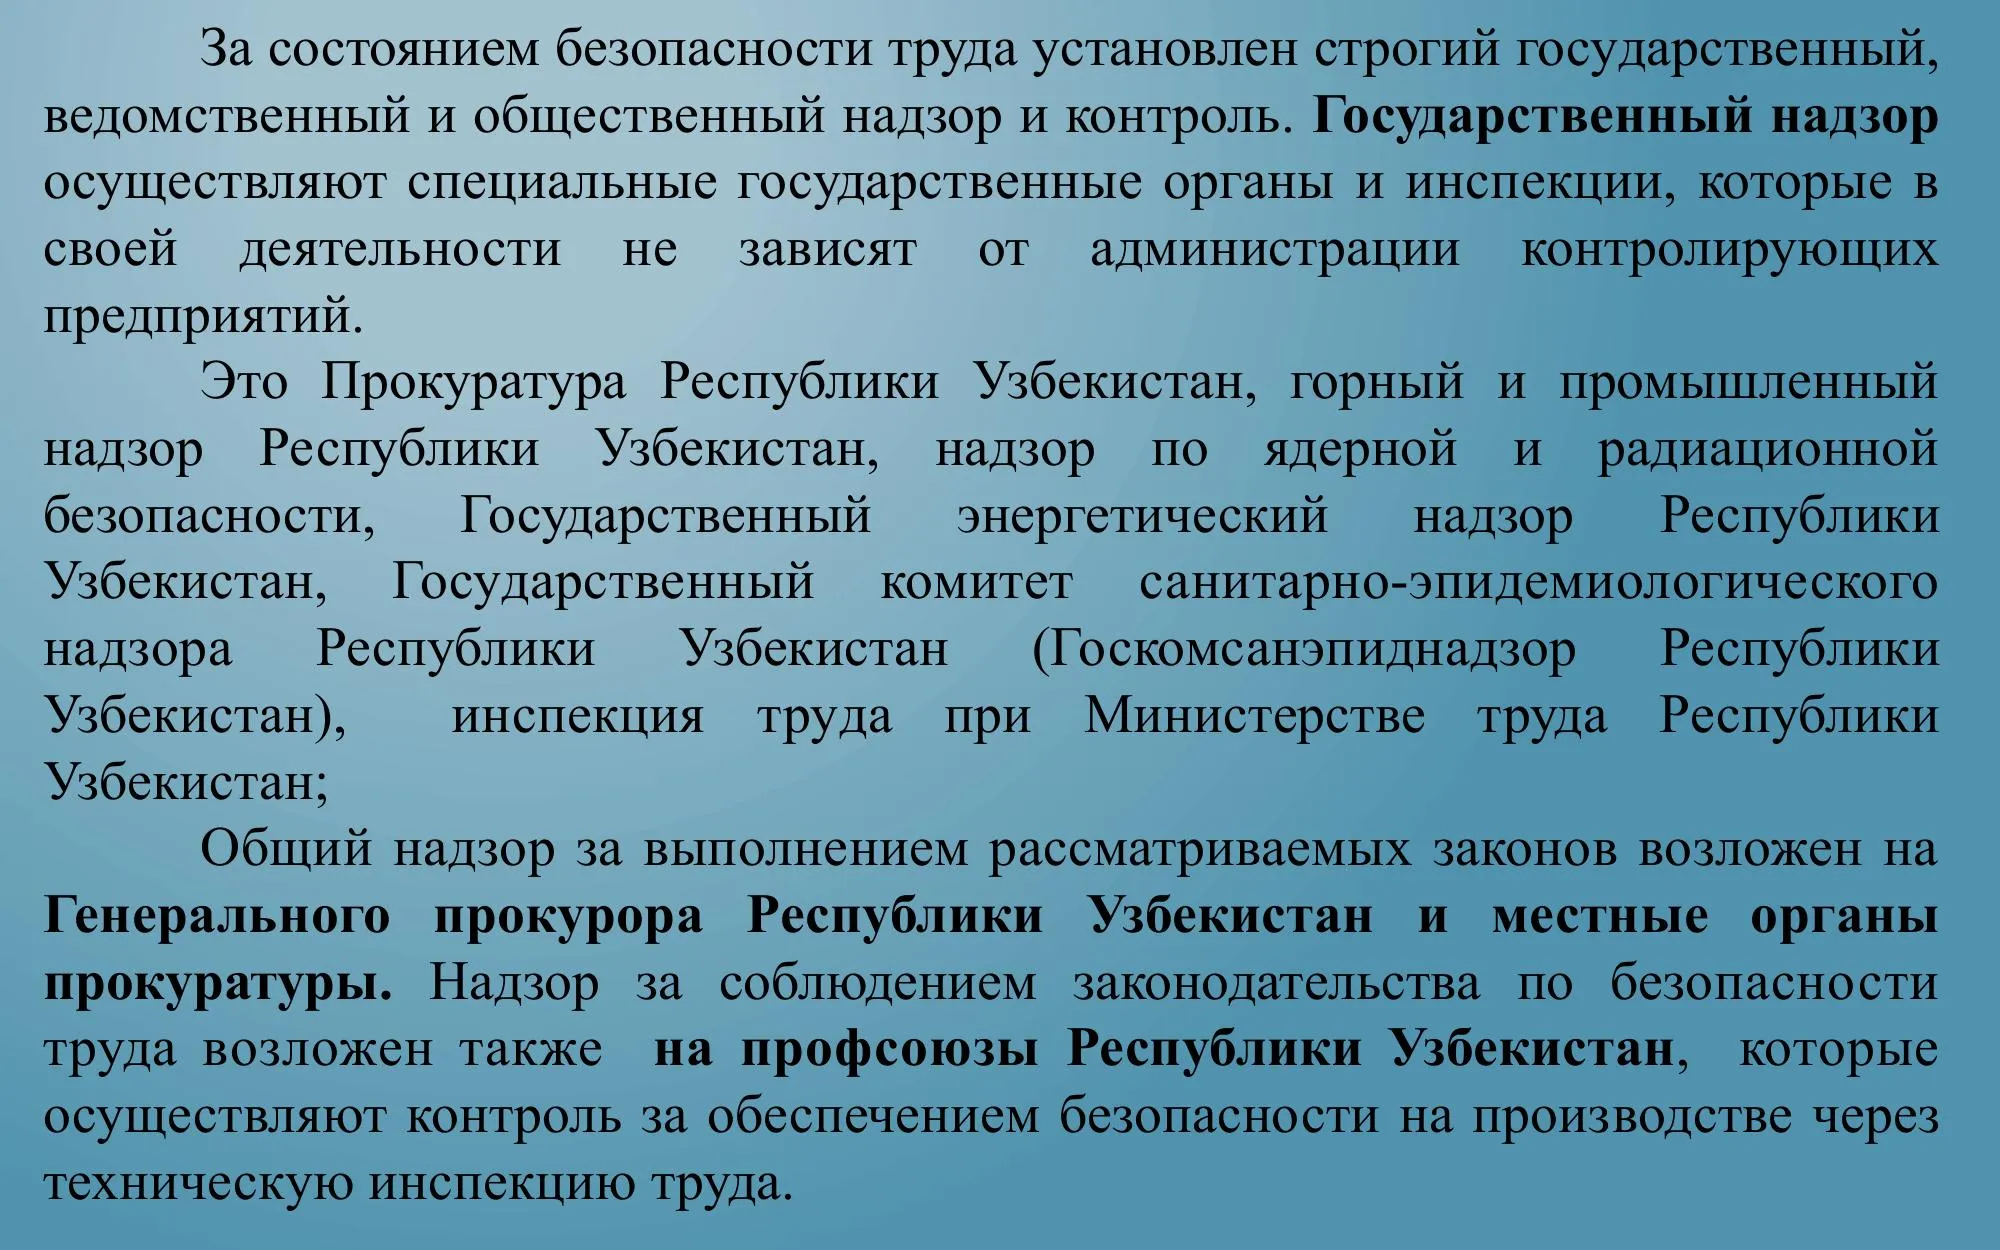 За состоянием безопасности труда установлен строгий государственный,
ведомственный и общественный надзор и контроль. Государственный надзор
осуществляют специальные государственные органы и инспекции, которые в
своей деятельности не зависят от администрации контролирующих
предприятий.
Это Прокуратура Республики Узбекистан, горный и промышленный
надзор Республики Узбекистан, надзор по ядерной и радиационной
безопасности, Государственный энергетический надзор Республики
Узбекистан, Государственный комитет санитарно-эпидемиологического
надзора Республики Узбекистан (Госкомсанэпиднадзор Республики
Узбекистан), инспекция труда при Министерстве труда Республики
Узбекистан;
Общий надзор за выполнением рассматриваемых законов возложен на
Генерального прокурора Республики Узбекистан и местные органы
прокуратуры. Надзор за соблюдением законодательства по безопасности
труда возложен также на профсоюзы Республики Узбекистан, которые
осуществляют контроль за обеспечением безопасности на производстве через
техническую инспекцию труда.